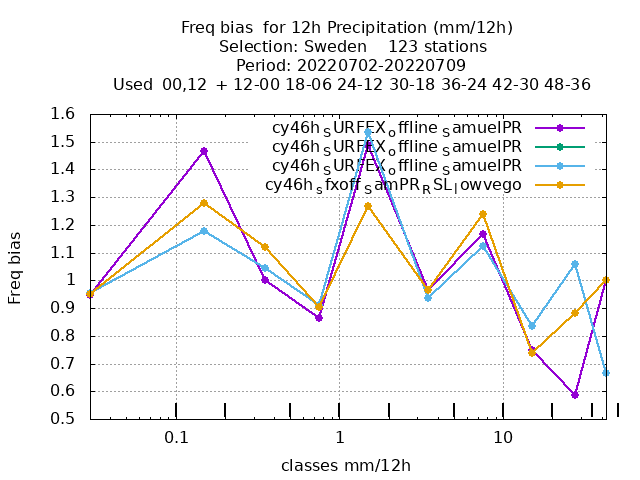 Freq bias  for 12h Precipitation (mm/12h)
Selection: Sweden    123 stations
Period: 20220702-20220709
Used  00,12  + 12-00 18-06 24-12 30-18 36-24 42-30 48-36
cy46h_SURFEX_offline_SamuelPR
cy46h_SURFEX_offline_SamuelPR
cy46h_SURFEX_offline_SamuelPR
cy46h_sfxoff_SamPR_RSL_lowvego
1.6
1.5
1.4
1.3
1.2
1.1
1
0.9
0.8
0.7
0.6
0.5
Freq bias
0.1
1
10
classes mm/12h